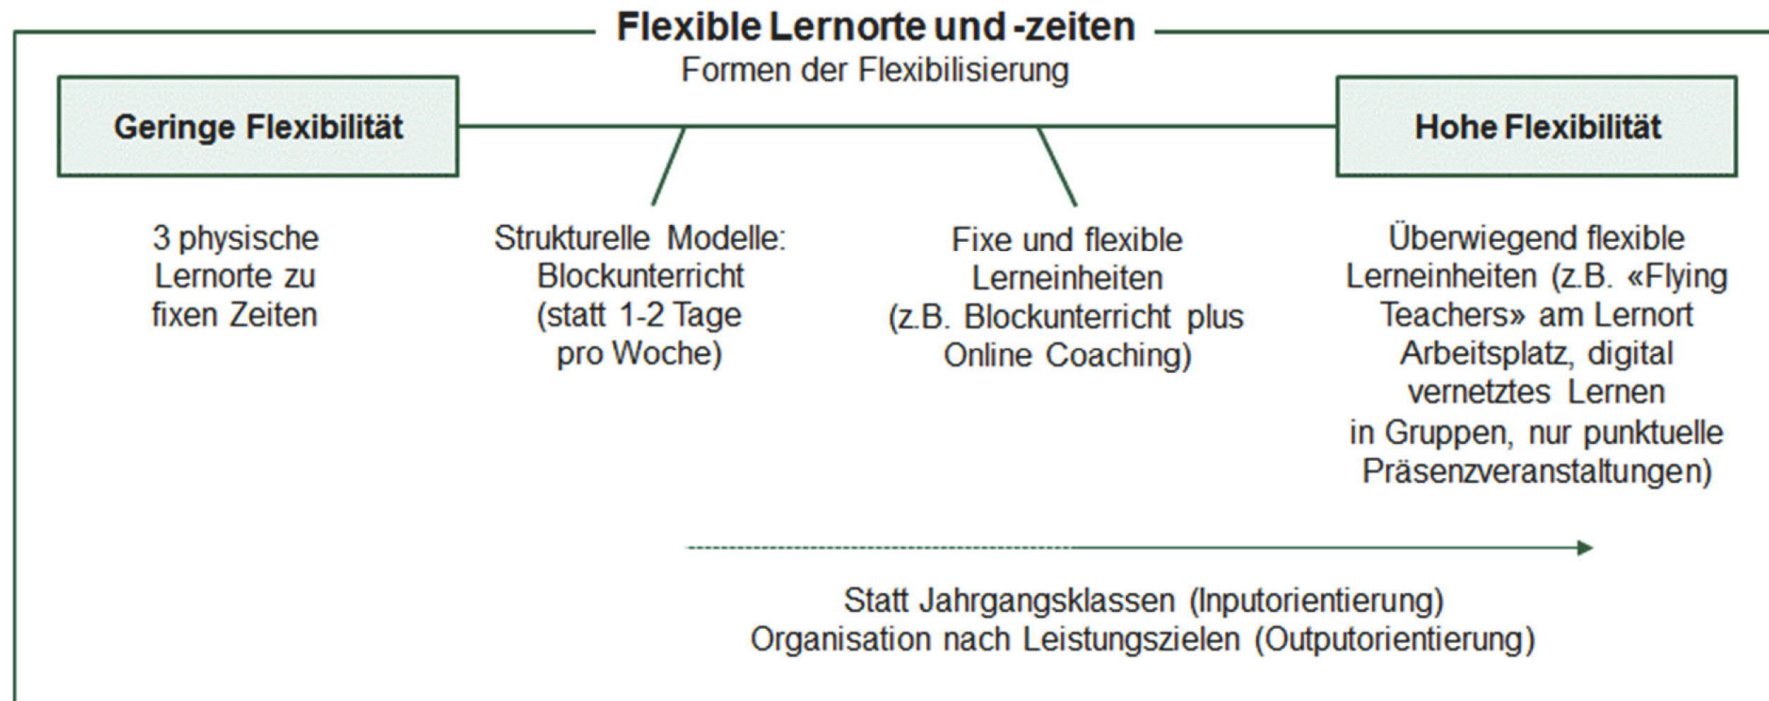 Flexible Lernorte und -zeiten
Formen der Flexibilisierung
Geringe Flexibilität
Hohe Flexibilität
3 physische
Lernorte zu
fixen Zeiten
Strukturelle Modelle:
Blockunterricht
(statt 1-2 Tage
pro Woche)
Fixe und flexible
Lerneinheiten
(z.B. Blockunterricht plus
Online Coaching)
Überwiegend flexible
Lerneinheiten (z.B. «Flying
Teachers» am Lernort
Arbeitsplatz, digital
vernetztes Lernen
in Gruppen, nur punktuelle
Präsenzveranstaltungen)
Statt Jahrgangsklassen (Inputorientierung)
Organisation nach Leistungszielen (Outputorientierung)